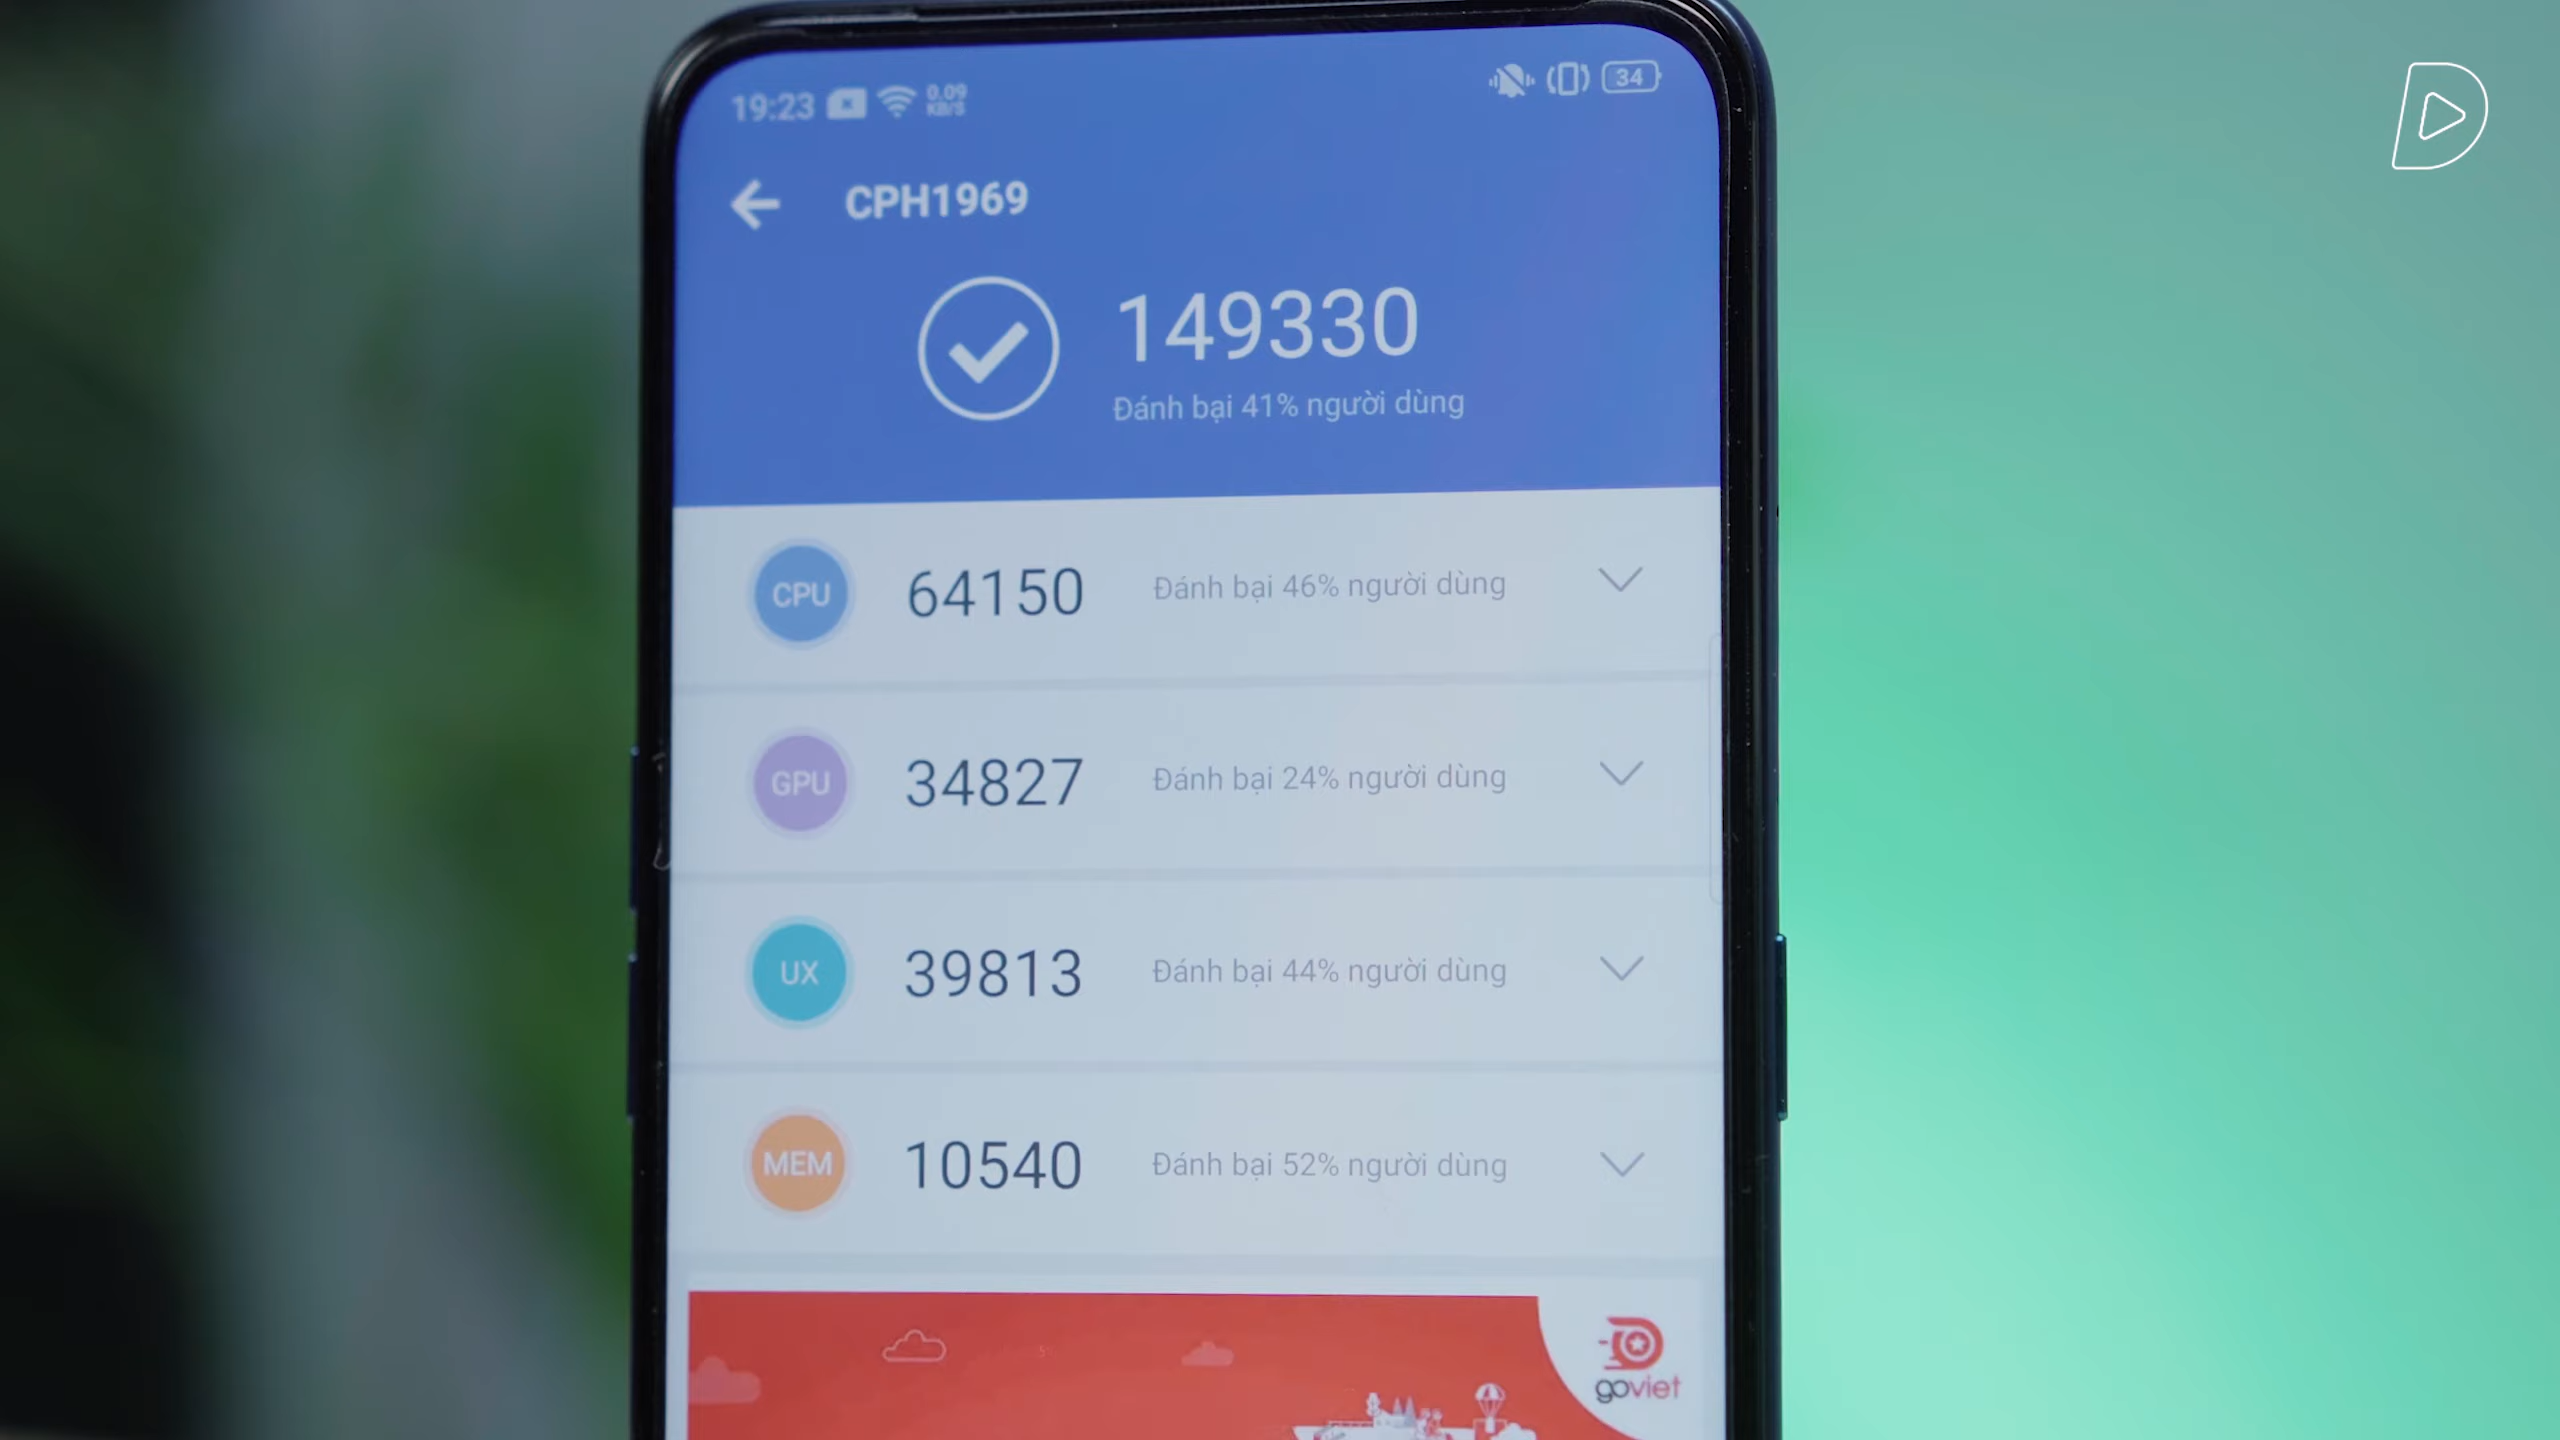 19:23 0.09 KB/S 34
CPH1969
149330
Đánh bại 41% người dùng
CPU 64150 Đánh bại 46% người dùng
GPU 34827 Đánh bại 24% người dùng
UX 39813 Đánh bại 44% người dùng
MEM 10540 Đánh bại 52% người dùng
goviet